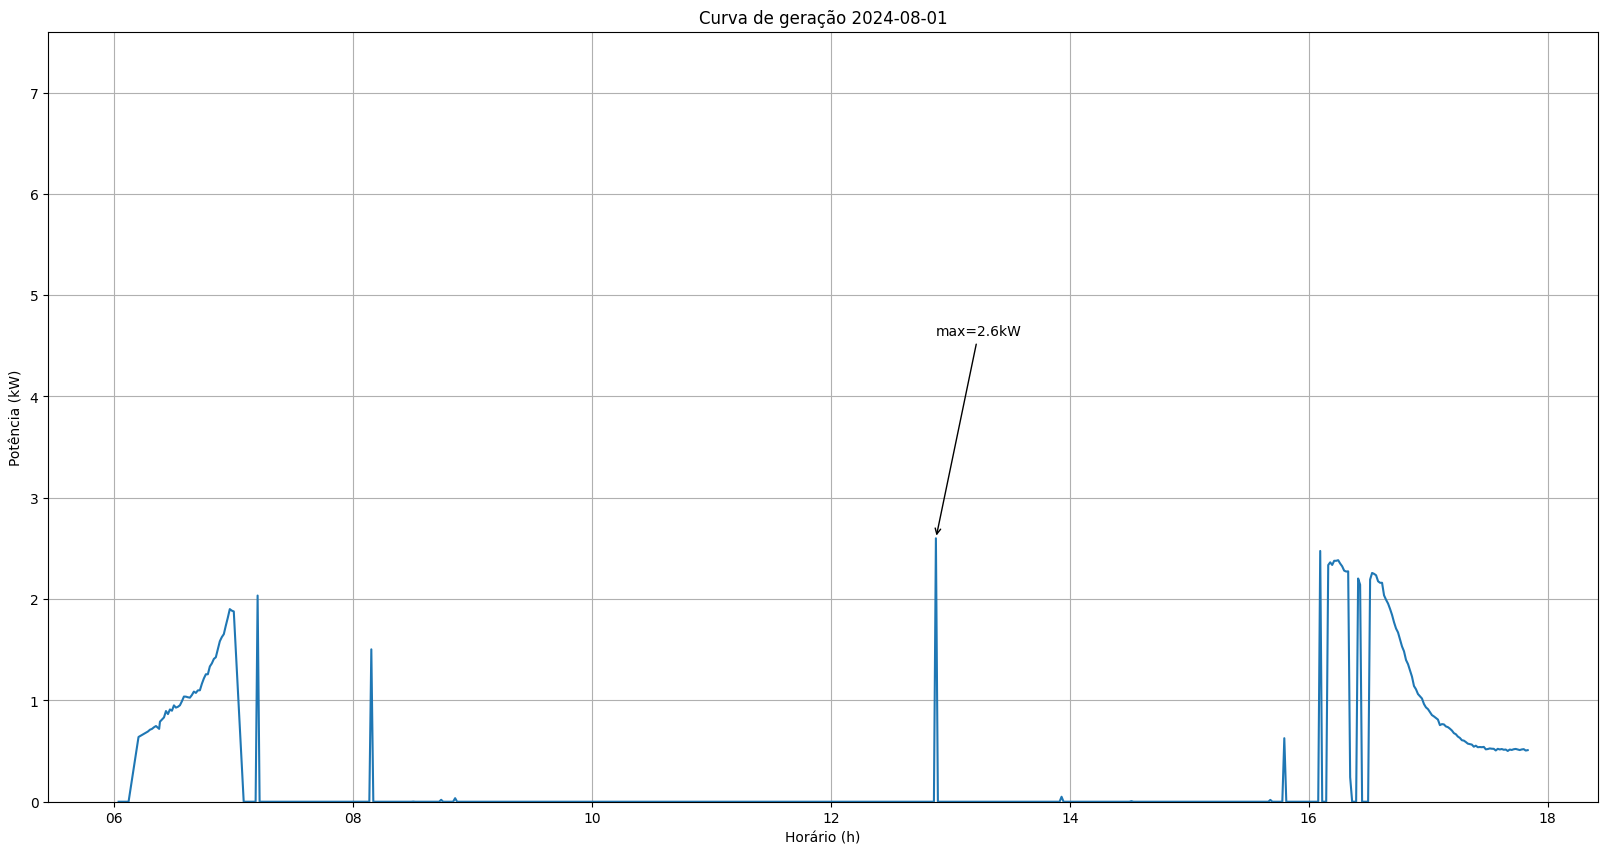 Curva de geração 2024-08-01
7
6
5
4
3
2
1
0
Potência (kW)
max=2.6kW
06 08 10 12 14 16 18
Horário (h)